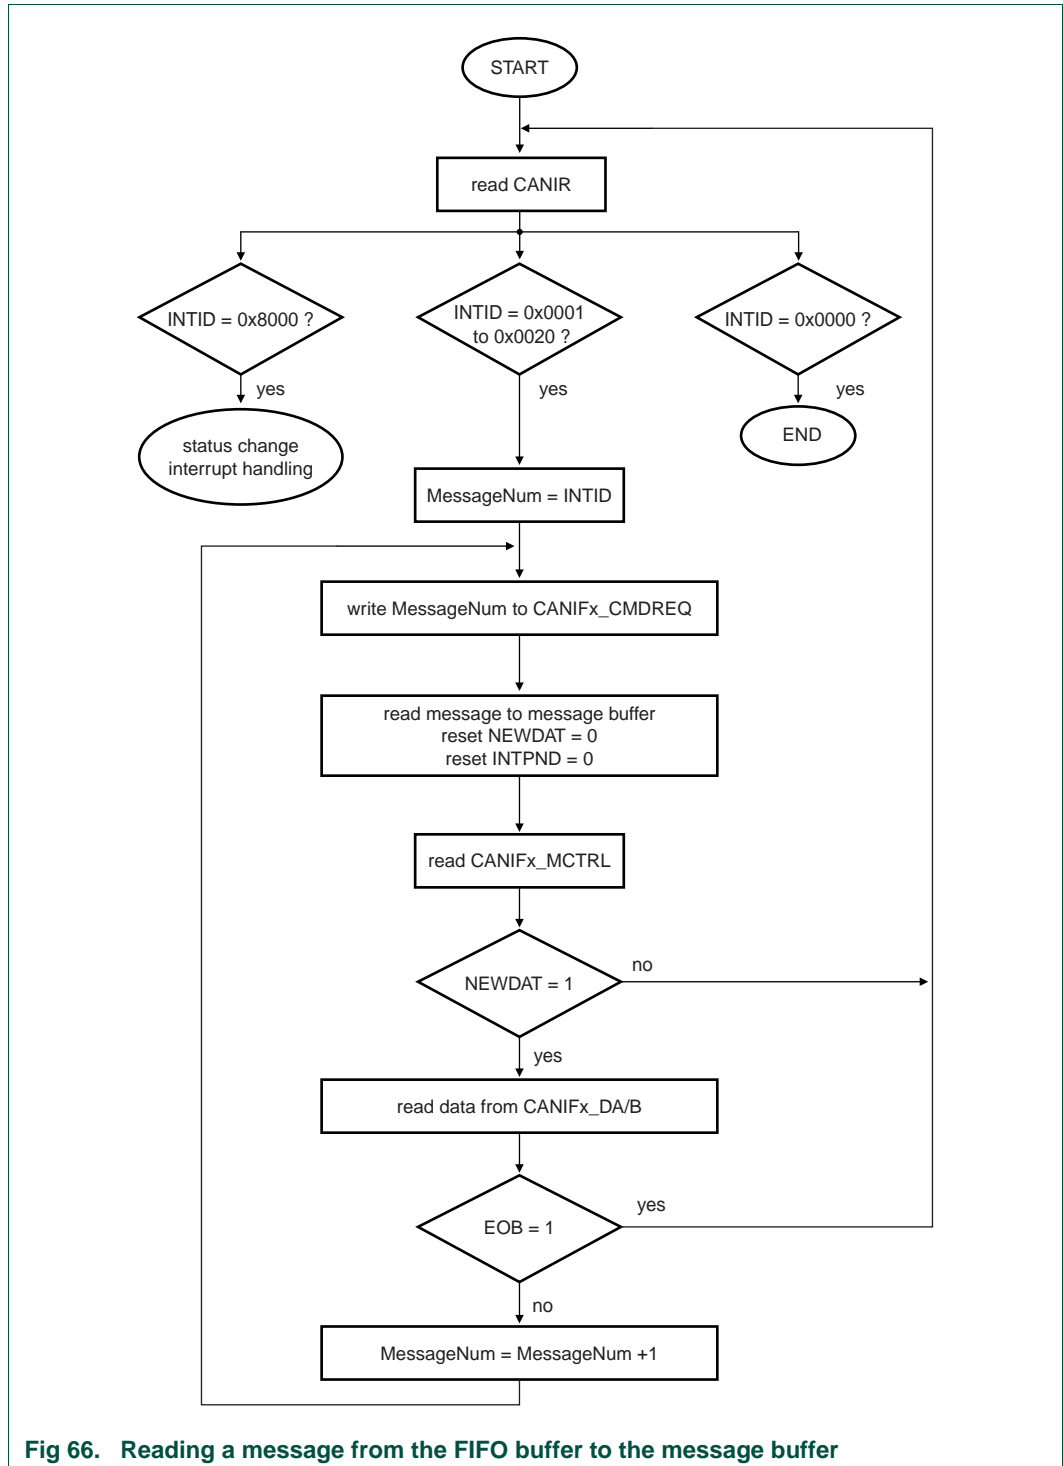 START
read CANIR
INTID = 0x8000 ?
INTID = 0x0001
to 0x0020 ?
INTID = 0x0000 ?
yes
yes
yes
status change
interrupt handling
END
MessageNum = INTID
write MessageNum to CANIFx_CMDREQ
read message to message buffer
reset NEWDAT = 0
reset INTPND = 0
read CANIFx_MCTRL
NEWDAT = 1
no
yes
read data from CANIFx_DA/B
EOB = 1
yes
no
MessageNum = MessageNum +1
Fig 66. Reading a message from the FIFO buffer to the message buffer